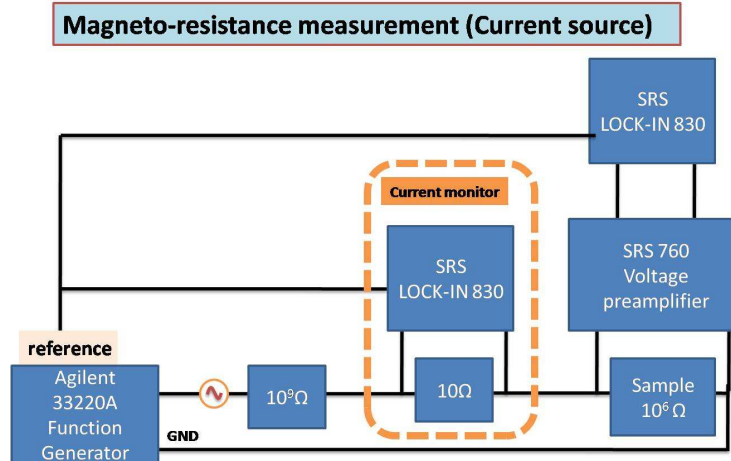 Magneto-resistance measurement (Current source)
SRS
LOCK-IN 830
Current monitor
SRS
LOCK-IN 830
SRS 760
Voltage
preamplifier
reference
Agilent
33220A
Function
Generator
10⁹Ω
10Ω
Sample
10⁶ Ω
GND